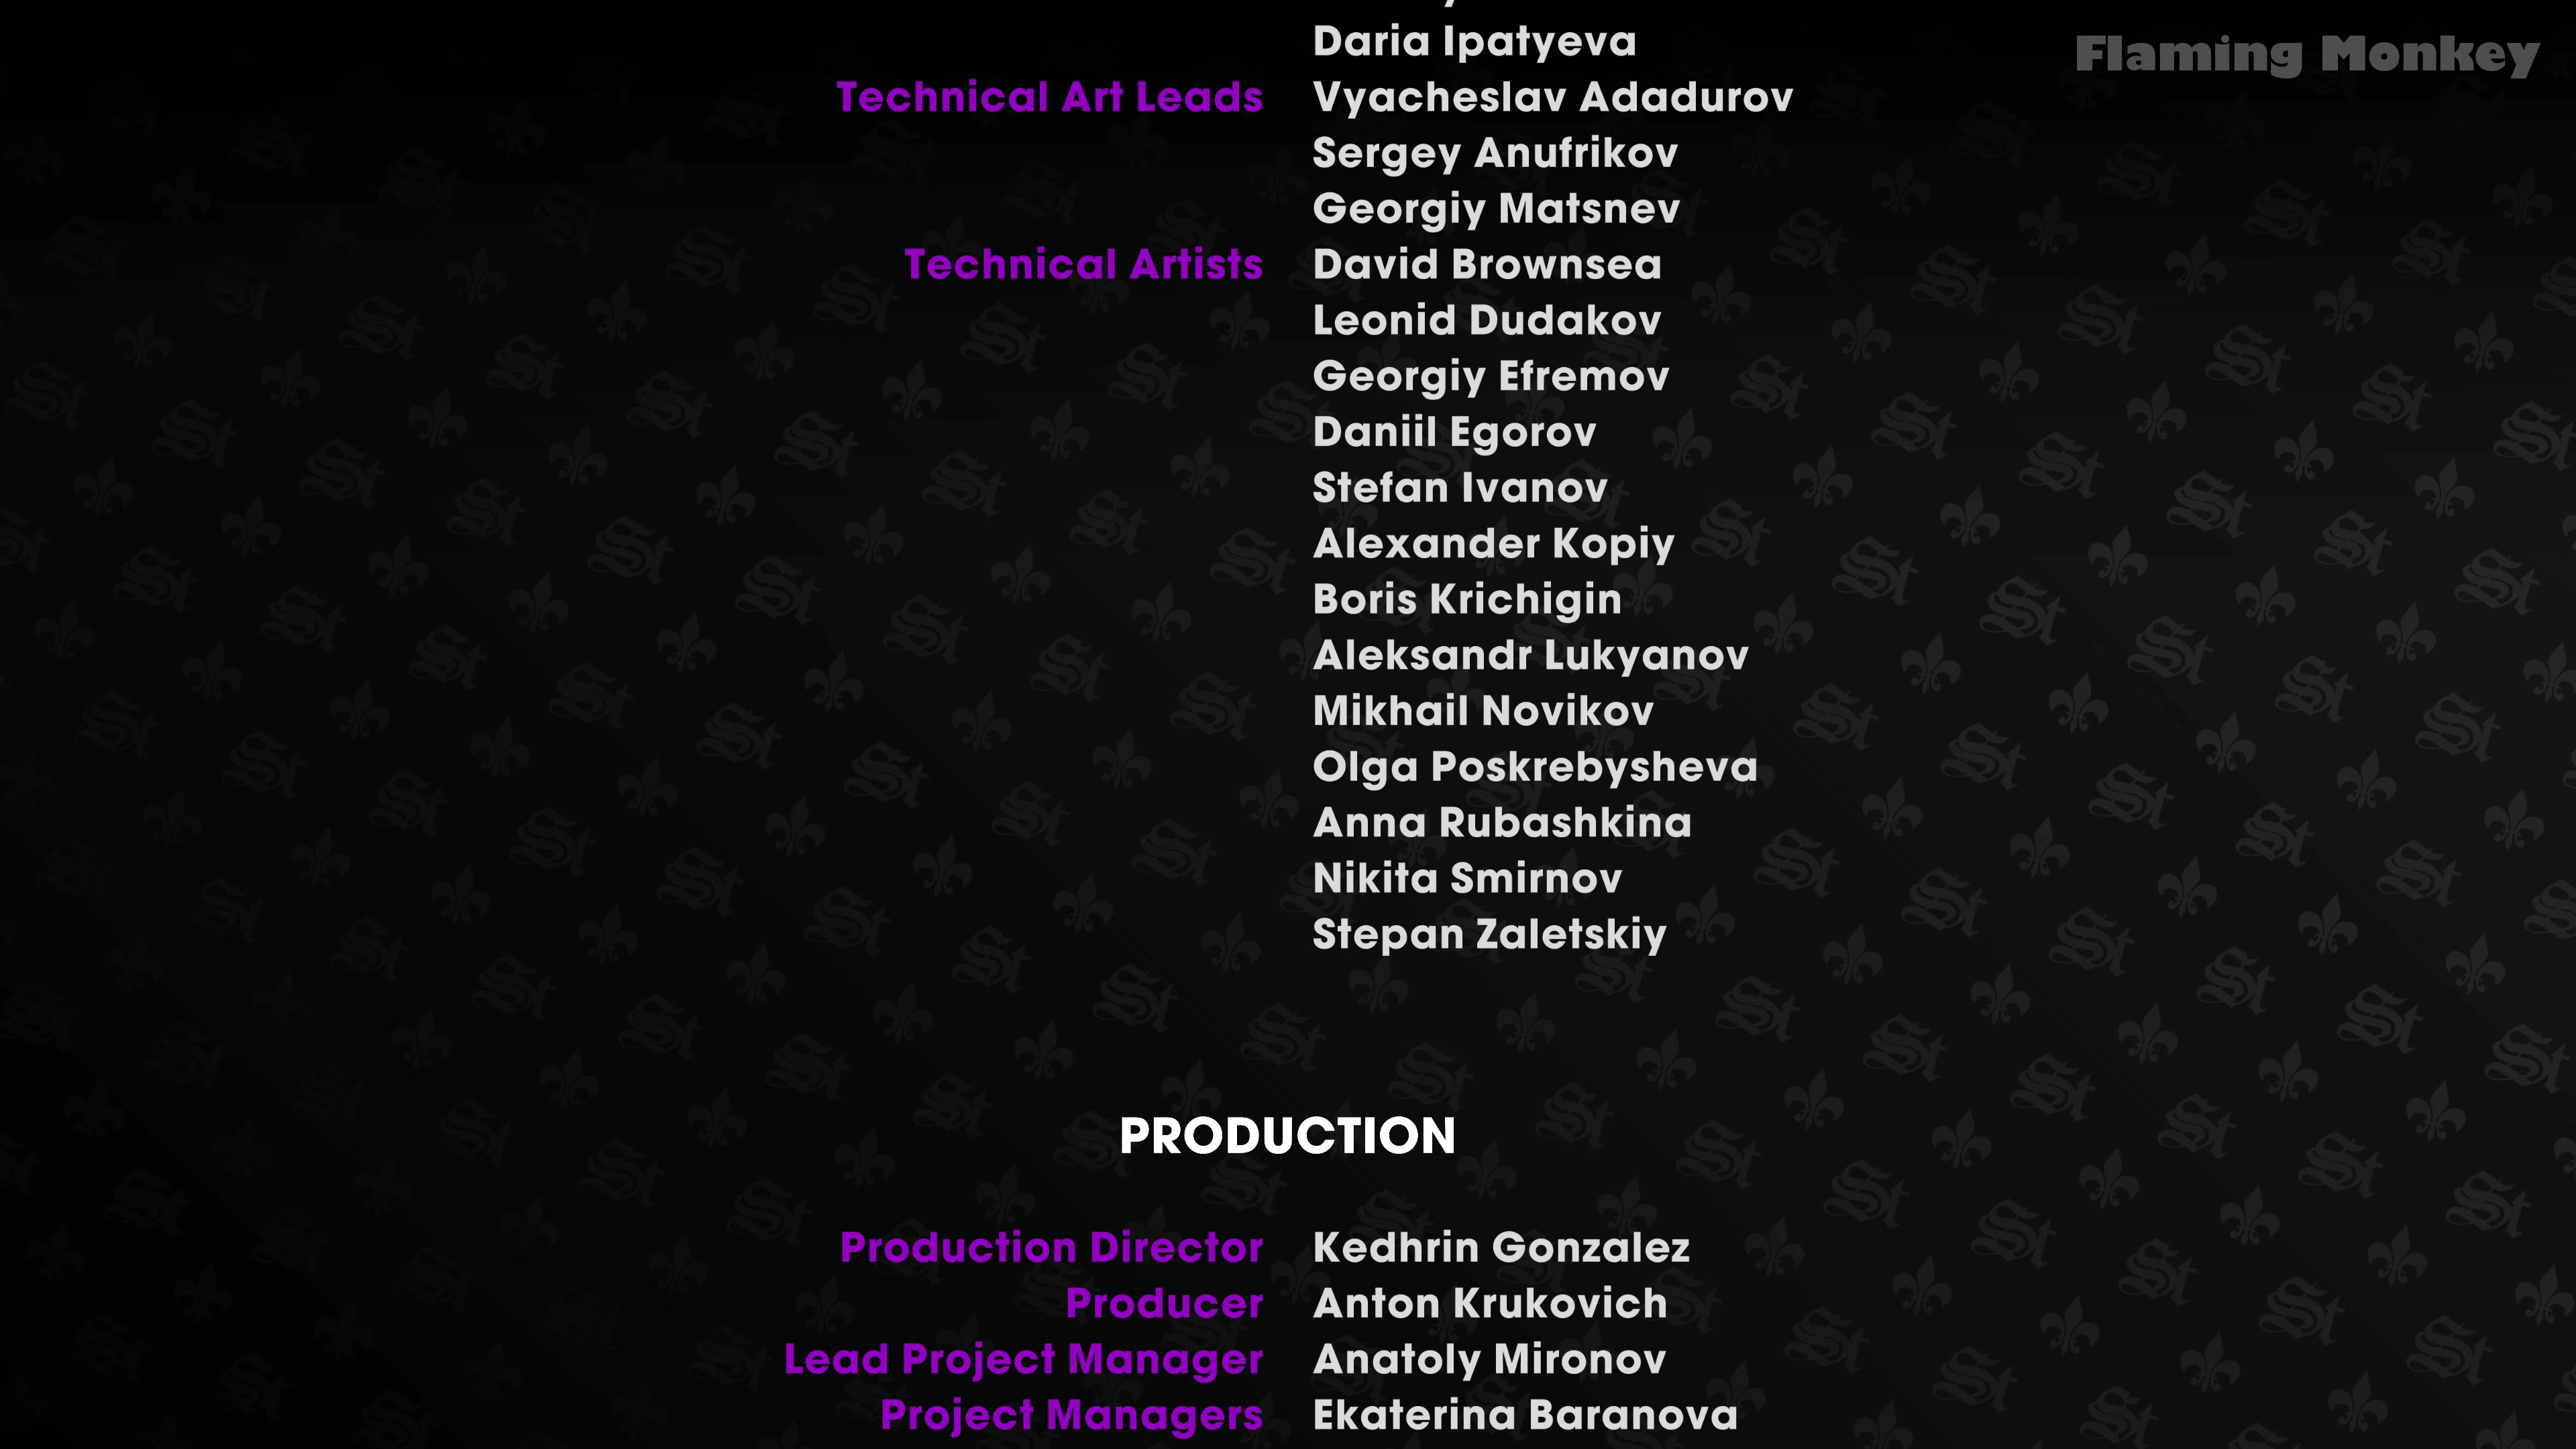 Daria Ipatyeva
Flaming Monkey
Technical Art Leads Vyacheslav Adadurov
Sergey Anufrikov
Georgiy Matsnev
Technical Artists David Brownsea
Leonid Dudakov
Georgiy Efremov
Daniil Egorov
Stefan Ivanov
Alexander Kopiy
Boris Krichigin
Aleksandr Lukyanov
Mikhail Novikov
Olga Poskrebysheva
Anna Rubashkina
Nikita Smirnov
Stepan Zaletskiy
PRODUCTION
Production Director Kedhrin Gonzalez
Producer Anton Krukovich
Lead Project Manager Anatoly Mironov
Project Managers Ekaterina Baranova